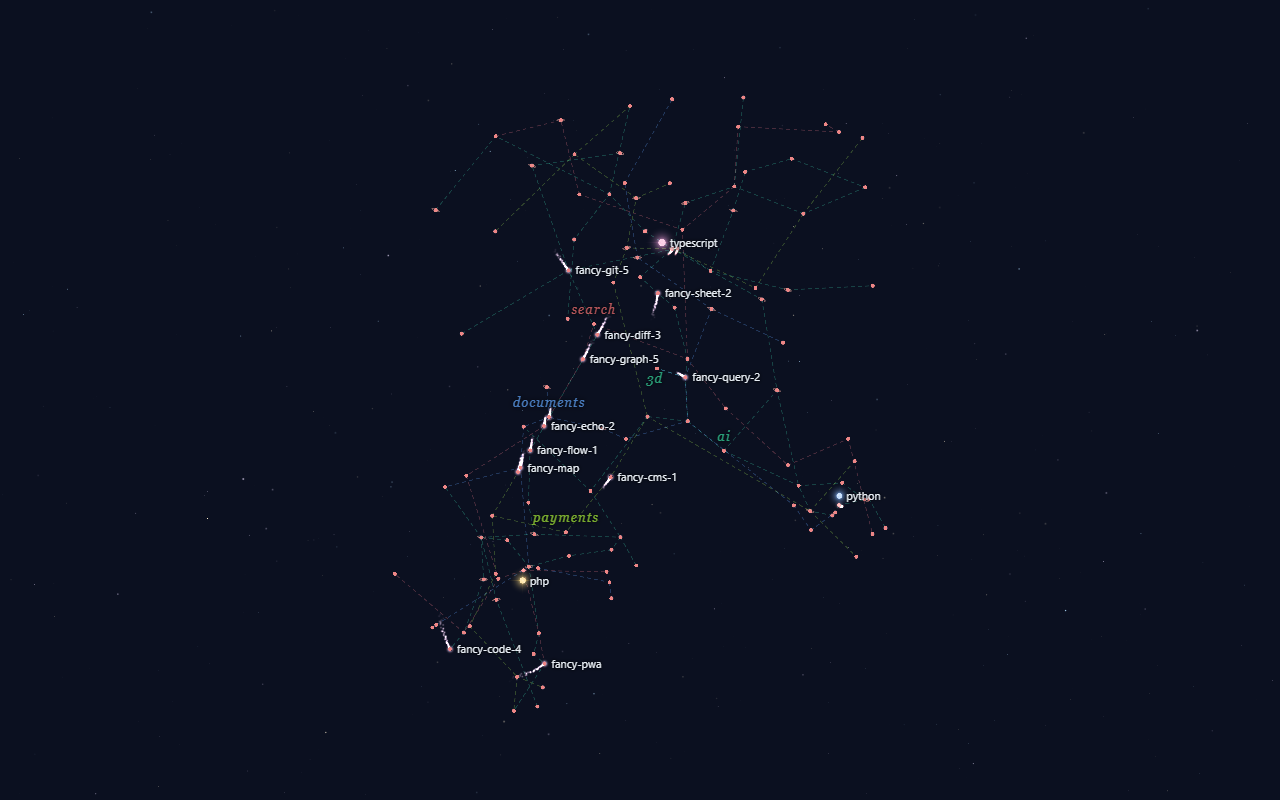 typescript
fancy-git-5
fancy-sheet-2
search
fancy-diff-3
fancy-graph-5
3d
fancy-query-2
documents
fancy-echo-2
ai
fancy-flow-1
fancy-map
fancy-cms-1
python
payments
php
fancy-code-4
fancy-pwa